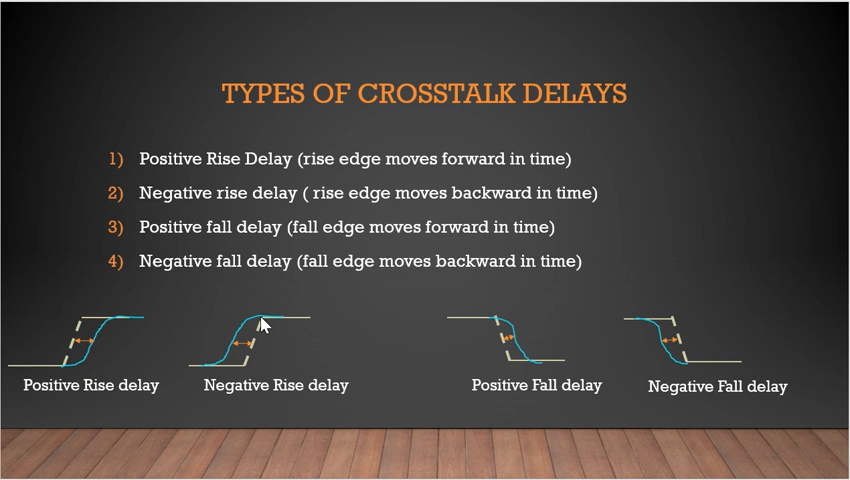 TYPES OF CROSSTALK DELAYS
1) Positive Rise Delay (rise edge moves forward in time)
2) Negative rise delay ( rise edge moves backward in time)
3) Positive fall delay (fall edge moves forward in time)
4) Negative fall delay (fall edge moves backward in time)
Positive Rise delay
Negative Rise delay
Positive Fall delay
Negative Fall delay